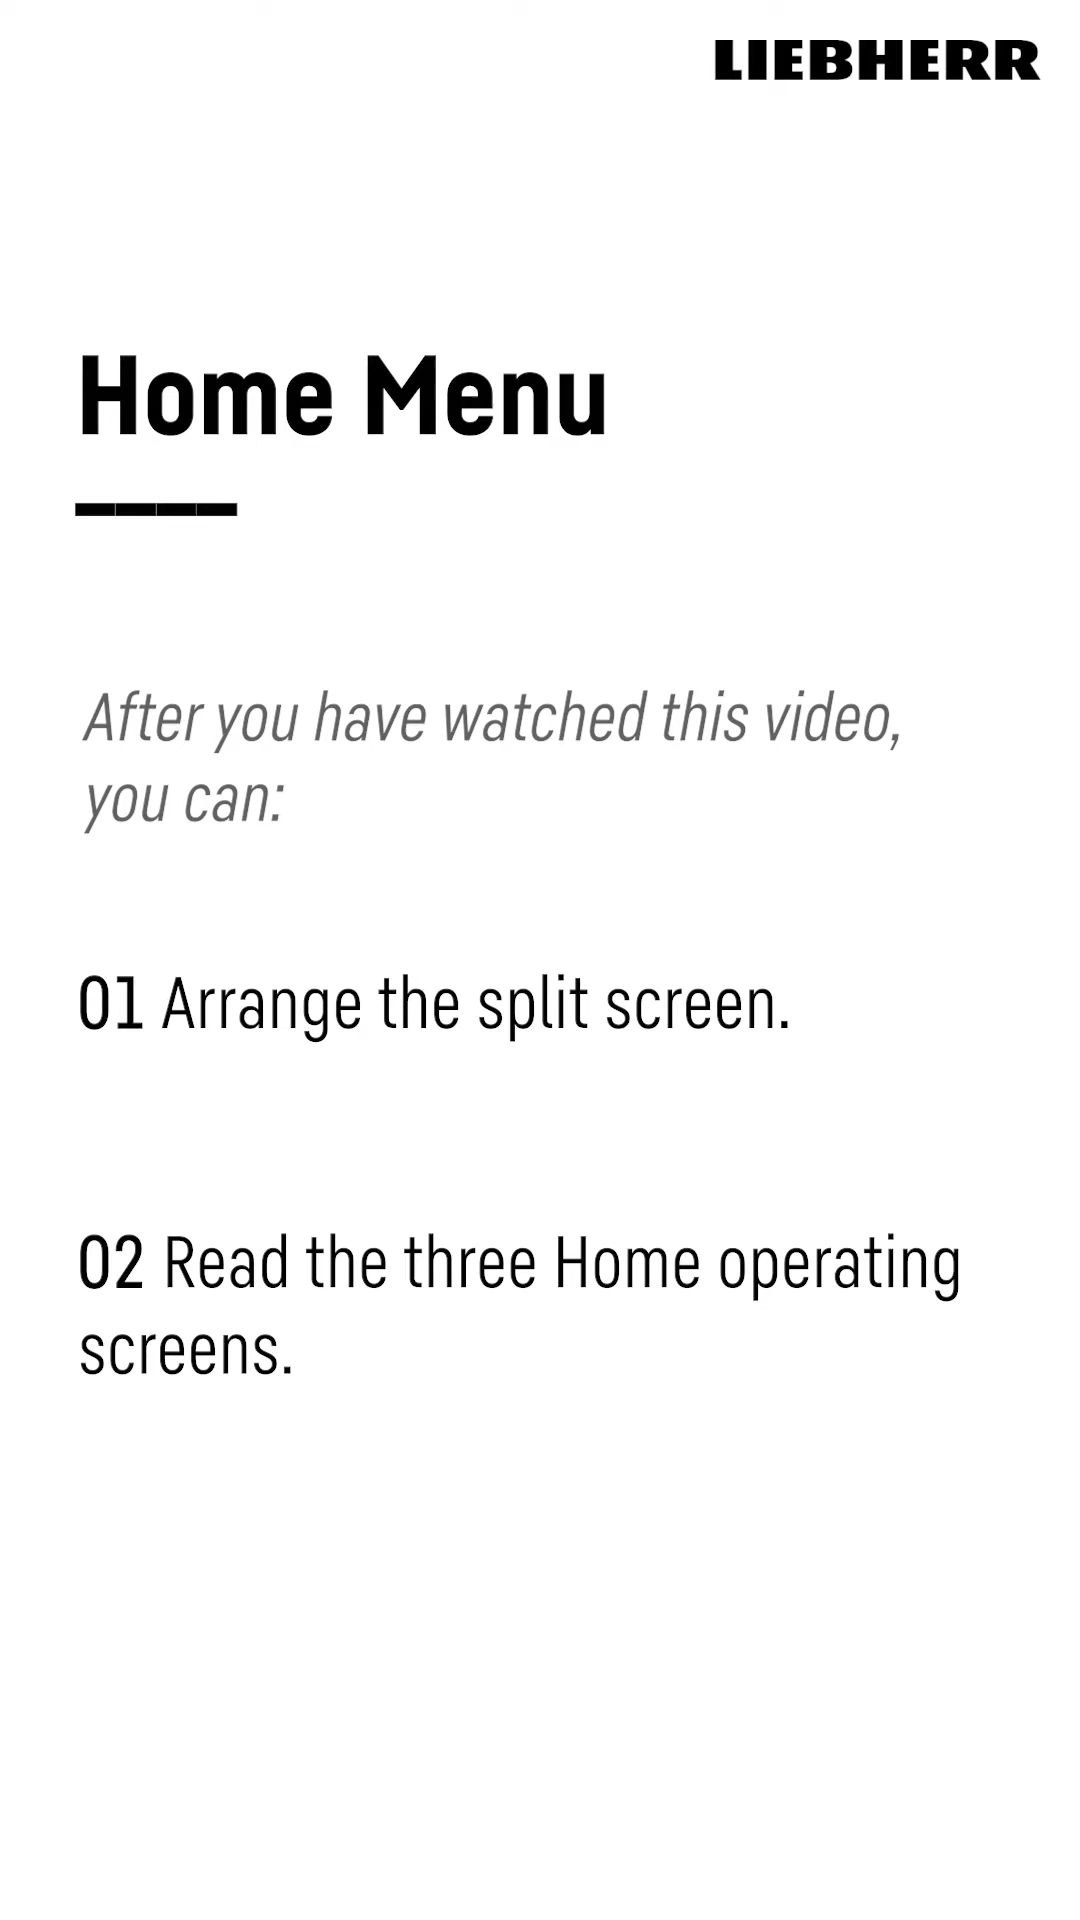 LIEBHERR
Home Menu
After you have watched this video,
you can:
01 Arrange the split screen.
02 Read the three Home operating
screens.